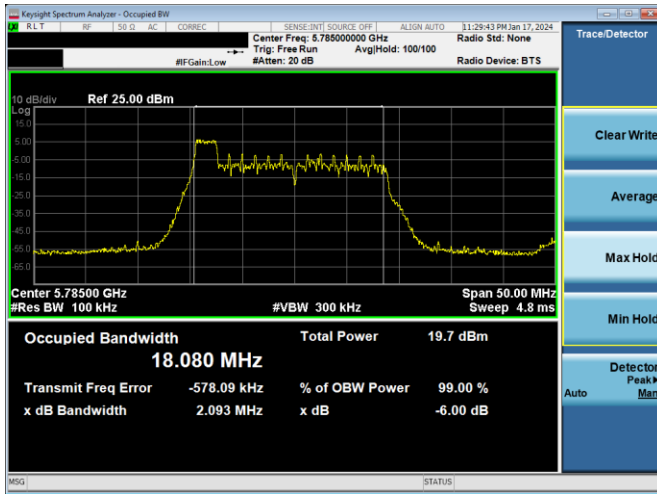 Keysight Spectrum Analyzer - Occupied BW
RLT RF 50 Ω AC CORREC SENSE:INT SOURCE OFF ALIGN AUTO 11:29:43 PM Jan 17, 2024
Center Freq: 5.785000000 GHz Radio Std: None
Trig: Free Run Avg|Hold: 100/100
#IFGain:Low #Atten: 20 dB Radio Device: BTS
10 dB/div Ref 25.00 dBm
Log
15.0
5.00
-5.00
-15.0
-25.0
-35.0
-45.0
-55.0
-65.0
Center 5.78500 GHz Span 50.00 MHz
#Res BW 100 kHz #VBW 300 kHz Sweep 4.8 ms
Occupied Bandwidth Total Power 19.7 dBm
18.080 MHz
Transmit Freq Error -578.09 kHz % of OBW Power 99.00 %
x dB Bandwidth 2.093 MHz x dB -6.00 dB
MSG STATUS
Trace/Detector
Clear Write
Average
Max Hold
Min Hold
Detector
Peak
Auto Man